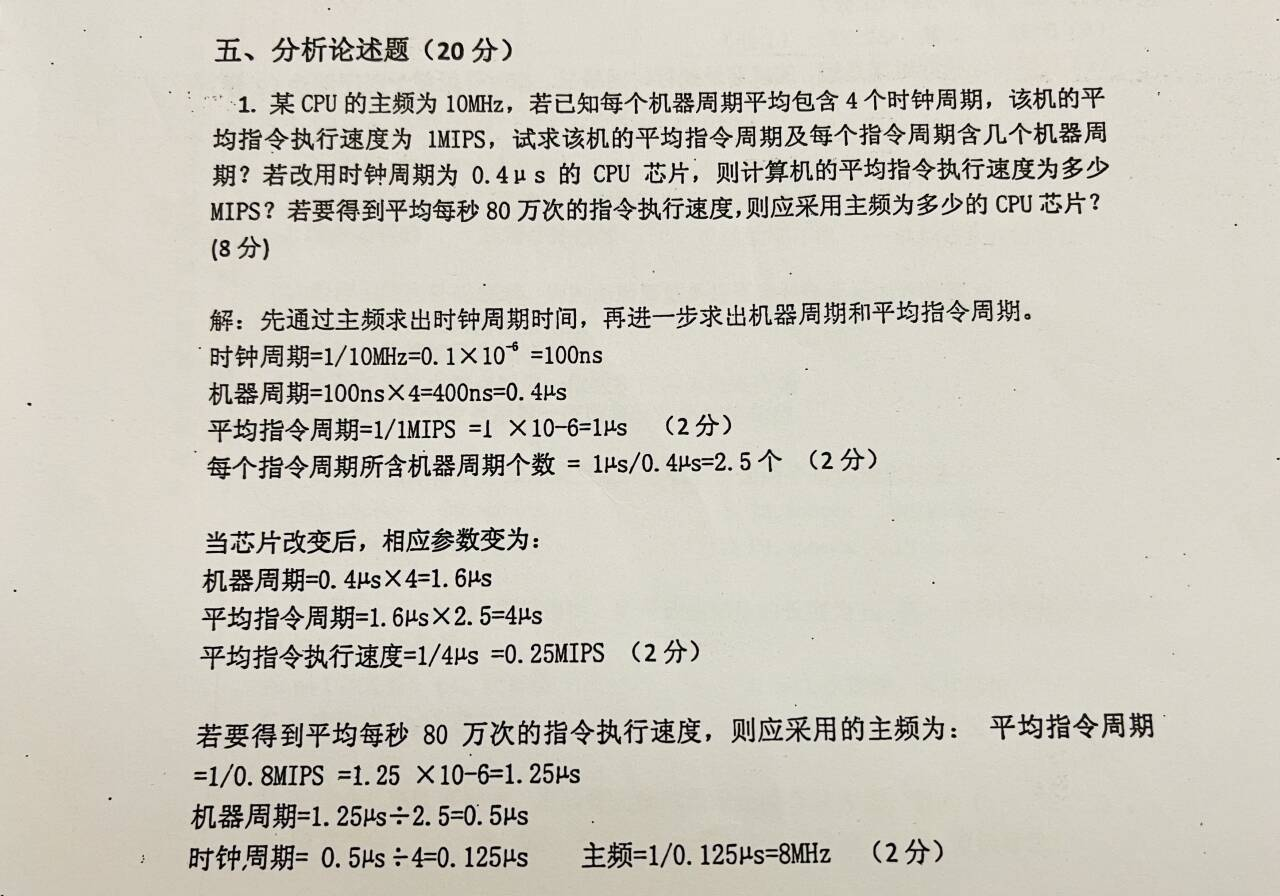 五、分析论述题（20 分）
1. 某 CPU 的主频为 10MHz，若已知每个机器周期平均包含 4 个时钟周期，该机的平
均指令执行速度为 1MIPS，试求该机的平均指令周期及每个指令周期含几个机器周
期？若改用时钟周期为 0.4μs 的 CPU 芯片，则计算机的平均指令执行速度为多少
MIPS？若要得到平均每秒 80 万次的指令执行速度,则应采用主频为多少的 CPU 芯片？
(8 分)
解：先通过主频求出时钟周期时间，再进一步求出机器周期和平均指令周期。
时钟周期=1/10MHz=0.1×10⁻⁶ =100ns
机器周期=100ns×4=400ns=0.4μs
平均指令周期=1/1MIPS =1 ×10-6=1μs （2 分）
每个指令周期所含机器周期个数 = 1μs/0.4μs=2.5 个 （2 分）
当芯片改变后，相应参数变为：
机器周期=0.4μs×4=1.6μs
平均指令周期=1.6μs×2.5=4μs
平均指令执行速度=1/4μs =0.25MIPS （2 分）
若要得到平均每秒 80 万次的指令执行速度，则应采用的主频为： 平均指令周期
=1/0.8MIPS =1.25 ×10-6=1.25μs
机器周期=1.25μs÷2.5=0.5μs
时钟周期= 0.5μs÷4=0.125μs 主频=1/0.125μs=8MHz （2 分）